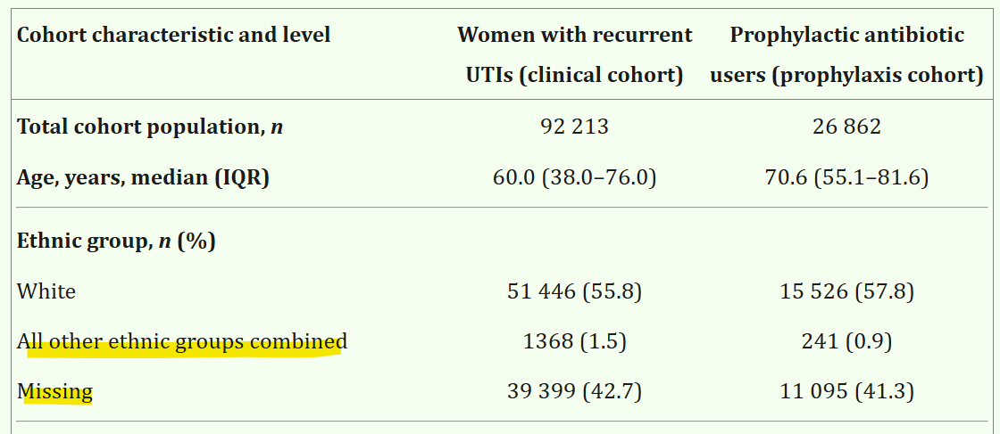 Cohort characteristic and level Women with recurrent Prophylactic antibiotic
UTIs (clinical cohort) users (prophylaxis cohort)
Total cohort population, n 92 213 26 862
Age, years, median (IQR) 60.0 (38.0–76.0) 70.6 (55.1–81.6)
Ethnic group, n (%)
White 51 446 (55.8) 15 526 (57.8)
All other ethnic groups combined 1368 (1.5) 241 (0.9)
Missing 39 399 (42.7) 11 095 (41.3)